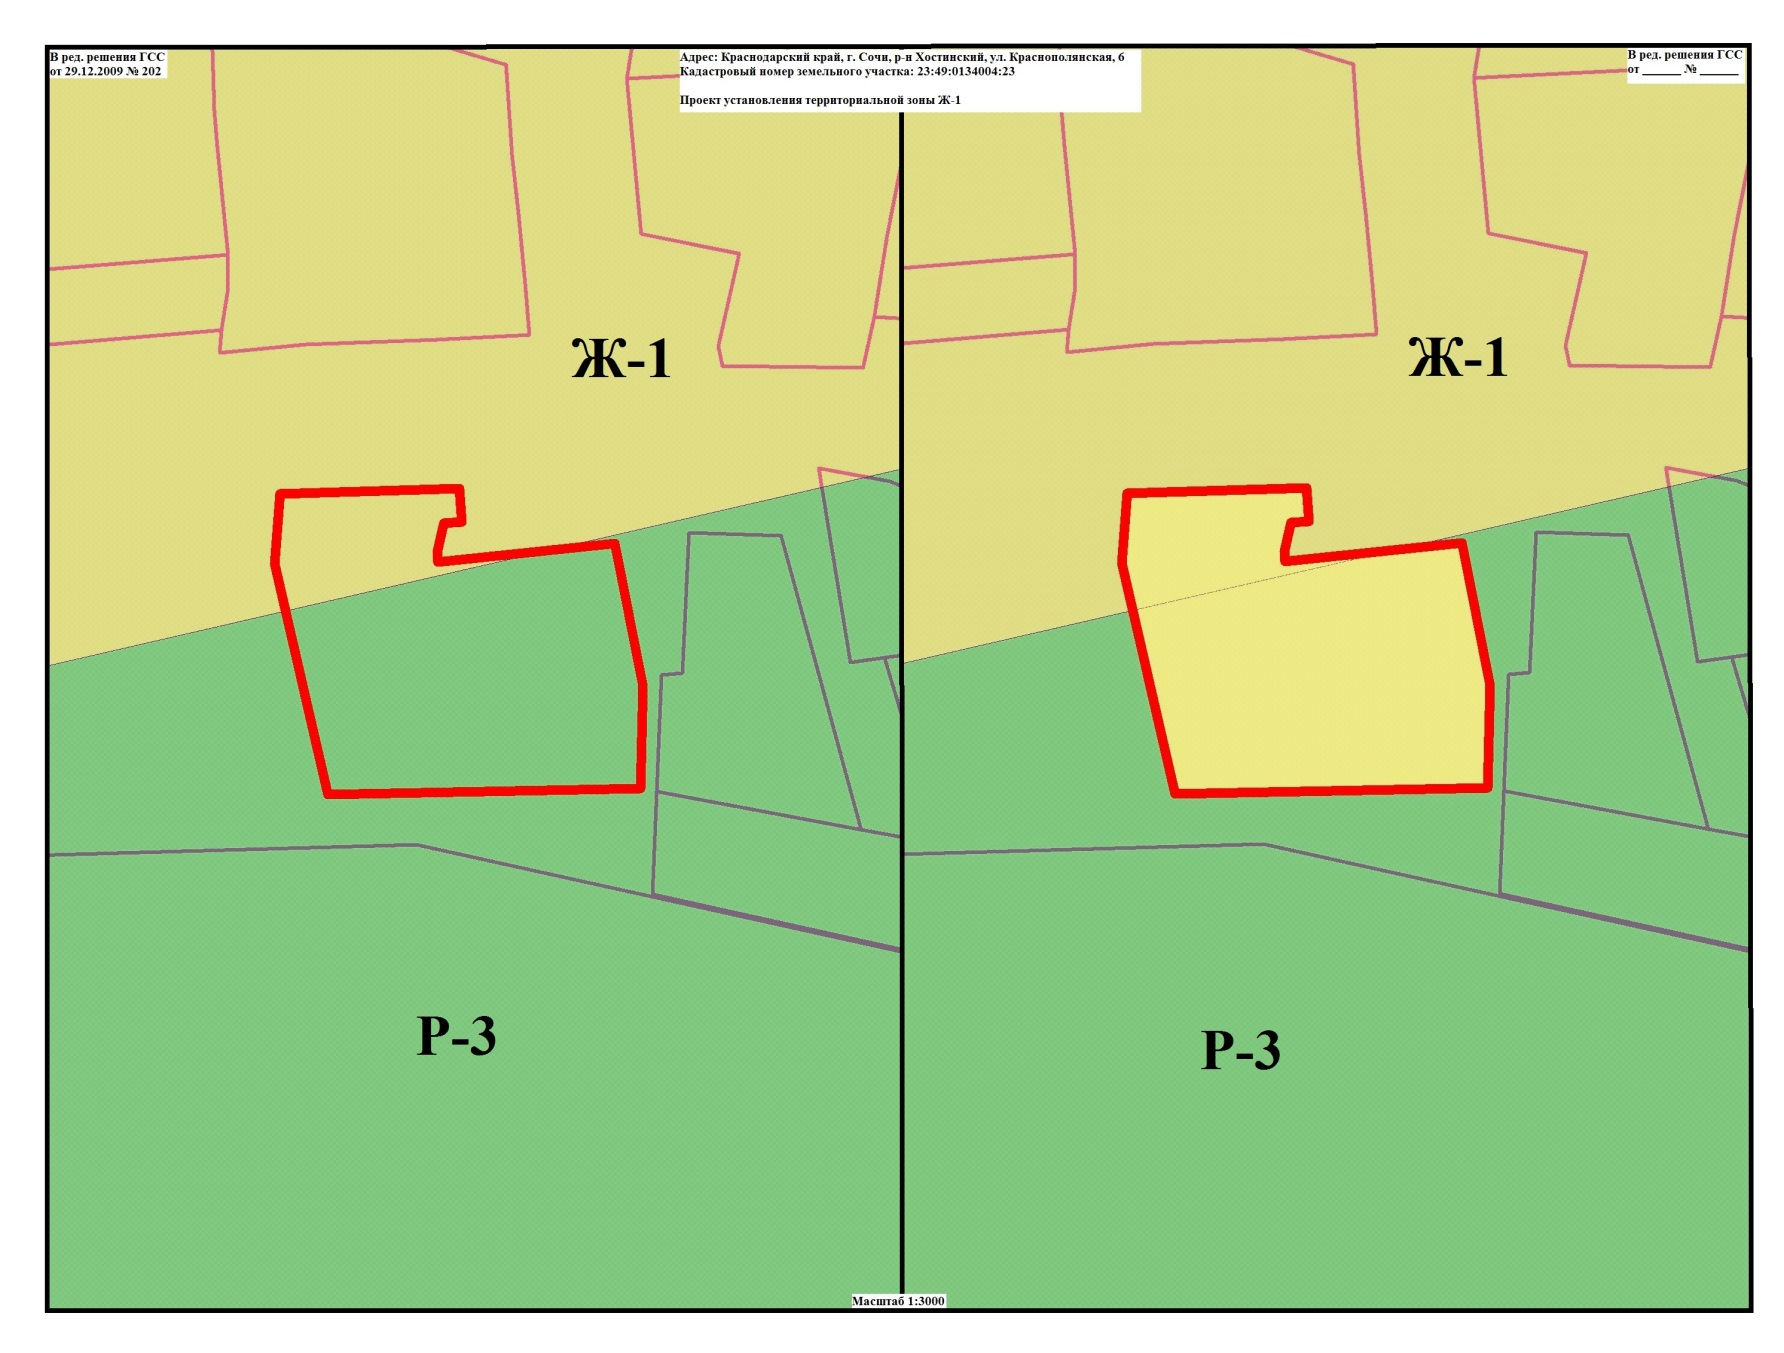 В ред. решения ГСС
от 29.12.2009 № 202
Адрес: Краснодарский край, г. Сочи, р-н Хостинский, ул. Краснополянская, 6
Кадастровый номер земельного участка: 23:49:0134004:23
Проект установления территориальной зоны Ж-1
В ред. решения ГСС
от ______ № ______
Ж-1
Ж-1
Р-3
Р-3
Масштаб 1:3000